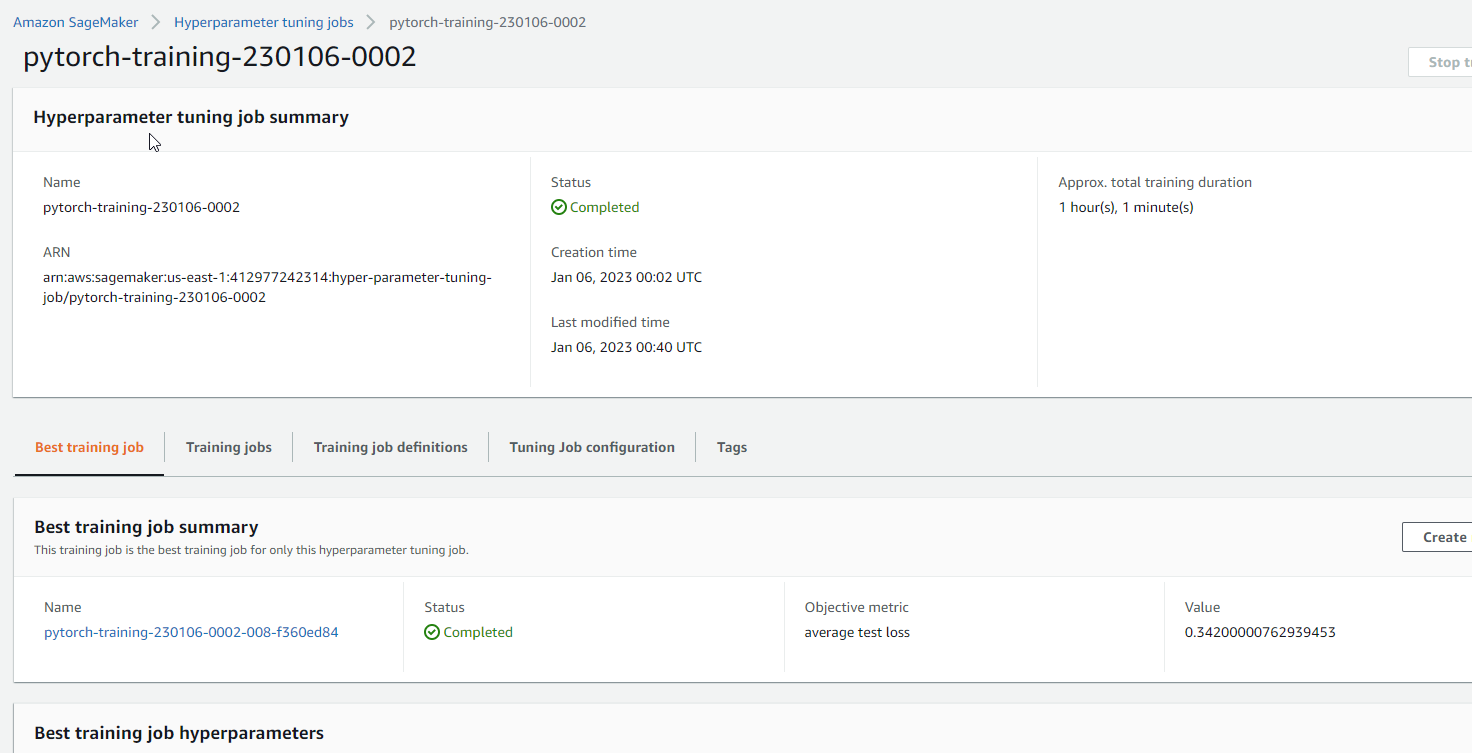 Amazon SageMaker > Hyperparameter tuning jobs > pytorch-training-230106-0002
pytorch-training-230106-0002
Stop
Hyperparameter tuning job summary
Name
pytorch-training-230106-0002
ARN
arn:aws:sagemaker:us-east-1:412977242314:hyper-parameter-tuning-
job/pytorch-training-230106-0002
Status
Completed
Creation time
Jan 06, 2023 00:02 UTC
Last modified time
Jan 06, 2023 00:40 UTC
Approx. total training duration
1 hour(s), 1 minute(s)
Best training job
Training jobs
Training job definitions
Tuning Job configuration
Tags
Best training job summary
This training job is the best training job for only this hyperparameter tuning job.
Create
Name
pytorch-training-230106-0002-008-f360ed84
Status
Completed
Objective metric
average test loss
Value
0.34200000762939453
Best training job hyperparameters